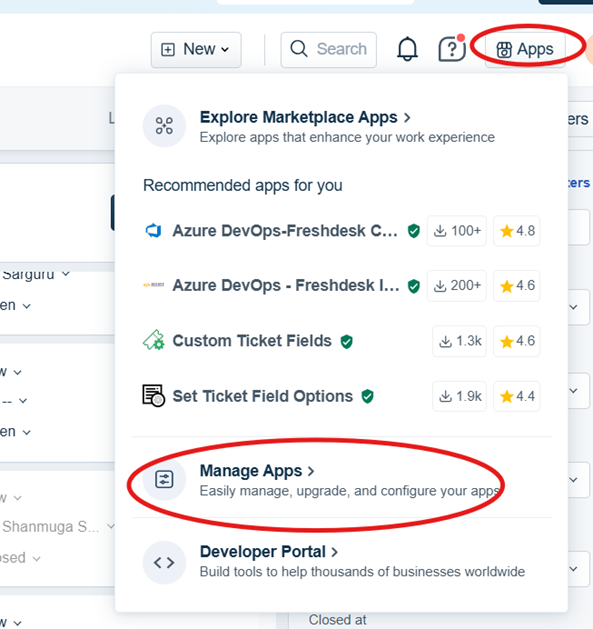 New
Search
Apps
Explore Marketplace Apps >
Explore apps that enhance your work experience
Recommended apps for you
Azure DevOps-Freshdesk C...
100+
4.8
Azure DevOps - Freshdesk I...
200+
4.6
Custom Ticket Fields
1.3k
4.6
Set Ticket Field Options
1.9k
4.4
Manage Apps >
Easily manage, upgrade, and configure your apps
Developer Portal >
Build tools to help thousands of businesses worldwide
Sarguru
en
w
--
en
w
Shanmuga S...
osed
w
ers
ters
Closed at